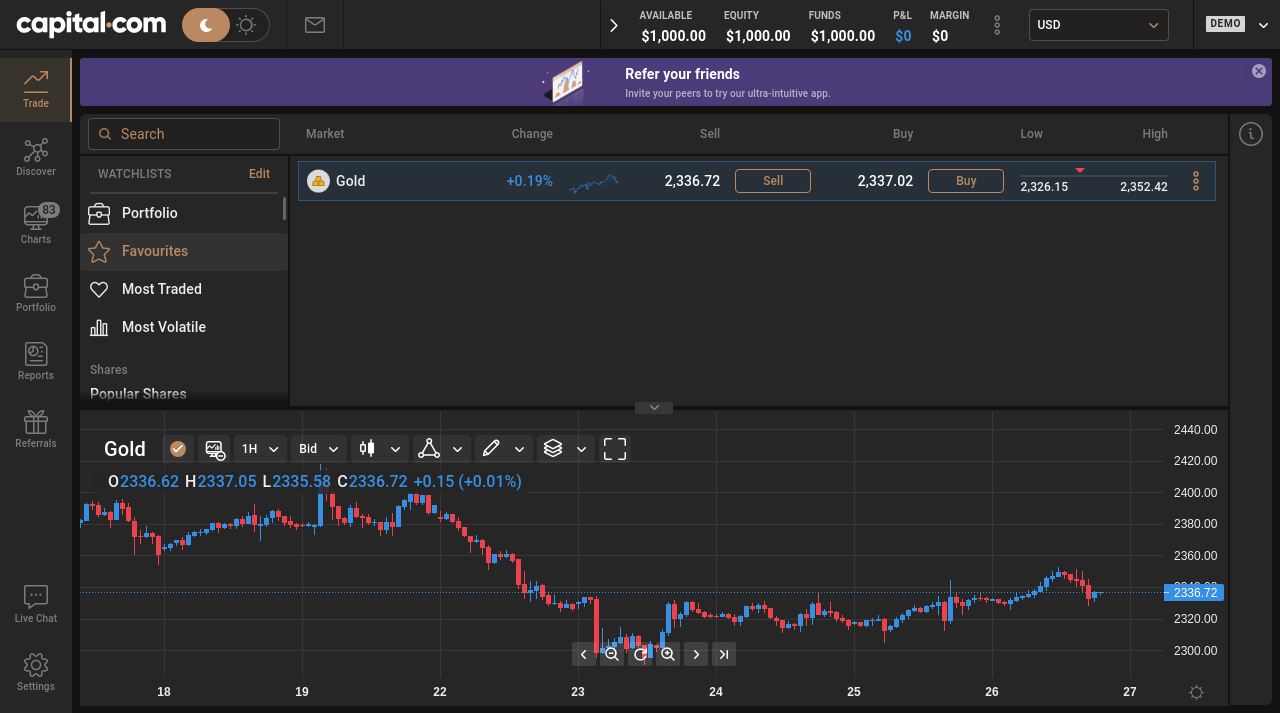 capital.com
AVAILABLE EQUITY FUNDS P&L MARGIN
$1,000.00 $1,000.00 $1,000.00 $0 $0
USD
DEMO
Refer your friends
Invite your peers to try our ultra-intuitive app.
Trade
Discover
83
Charts
Portfolio
Reports
Referrals
Live Chat
Settings
Search
WATCHLISTS Edit
Portfolio
Favourites
Most Traded
Most Volatile
Shares
Popular Shares
Market Change Sell Buy Low High
Gold +0.19% 2,336.72 Sell 2,337.02 Buy 2,326.15 2,352.42
Gold 1H Bid
O2336.62 H2337.05 L2335.58 C2336.72 +0.15 (+0.01%)
2440.00
2420.00
2400.00
2380.00
2360.00
2340.00
2336.72
2320.00
2300.00
18 19 22 23 24 25 26 27